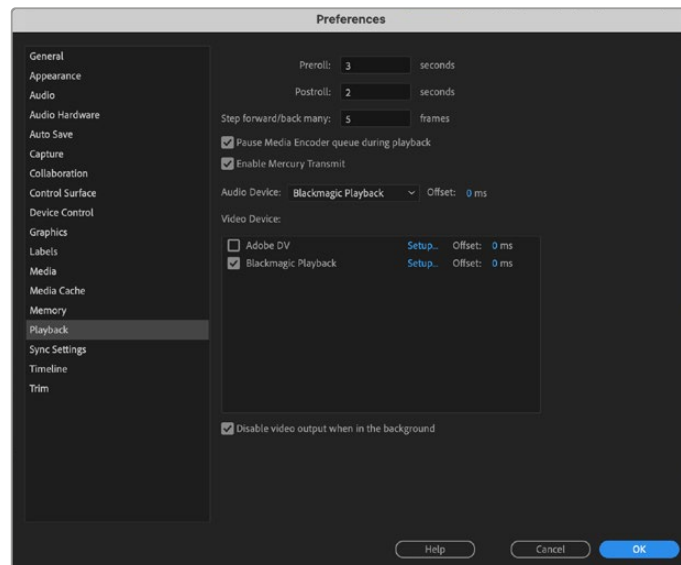 Preferences
General
Appearance
Audio
Audio Hardware
Auto Save
Capture
Collaboration
Control Surface
Device Control
Graphics
Labels
Media
Media Cache
Memory
Playback
Sync Settings
Timeline
Trim
Preroll: 3 seconds
Postroll: 2 seconds
Step forward/back many: 5 frames
Pause Media Encoder queue during playback
Enable Mercury Transmit
Audio Device: Blackmagic Playback Offset: 0 ms
Video Device:
Adobe DV Setup... Offset: 0 ms
Blackmagic Playback Setup... Offset: 0 ms
Disable video output when in the background
Help Cancel OK